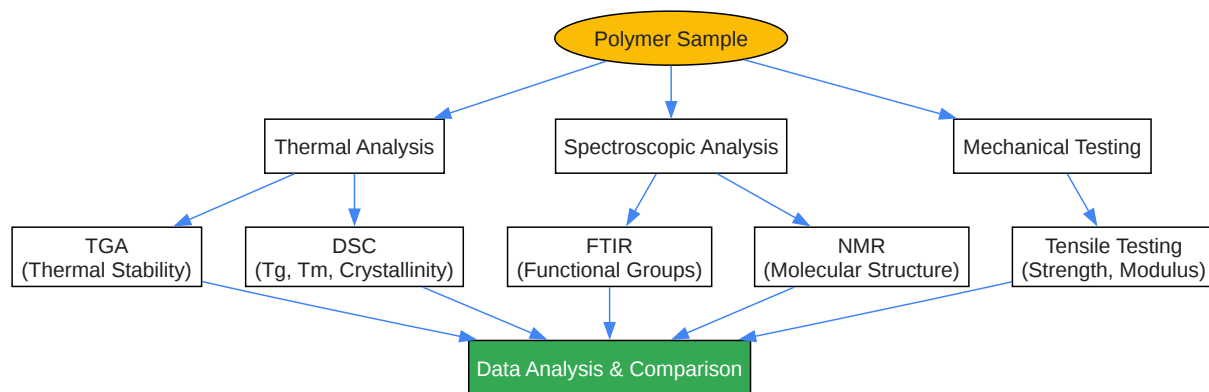 Polymer Sample
Thermal Analysis
Spectroscopic Analysis
Mechanical Testing
TGA
(Thermal Stability)
DSC
(Tg, Tm, Crystallinity)
FTIR
(Functional Groups)
NMR
(Molecular Structure)
Tensile Testing
(Strength, Modulus)
Data Analysis & Comparison